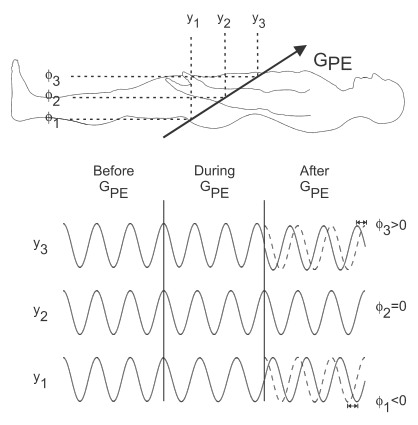 y1 y2 y3
GPE
ϕ3
ϕ2
ϕ1
Before GPE
During GPE
After GPE
y3
ϕ3>0
y2
ϕ2=0
y1
ϕ1<0